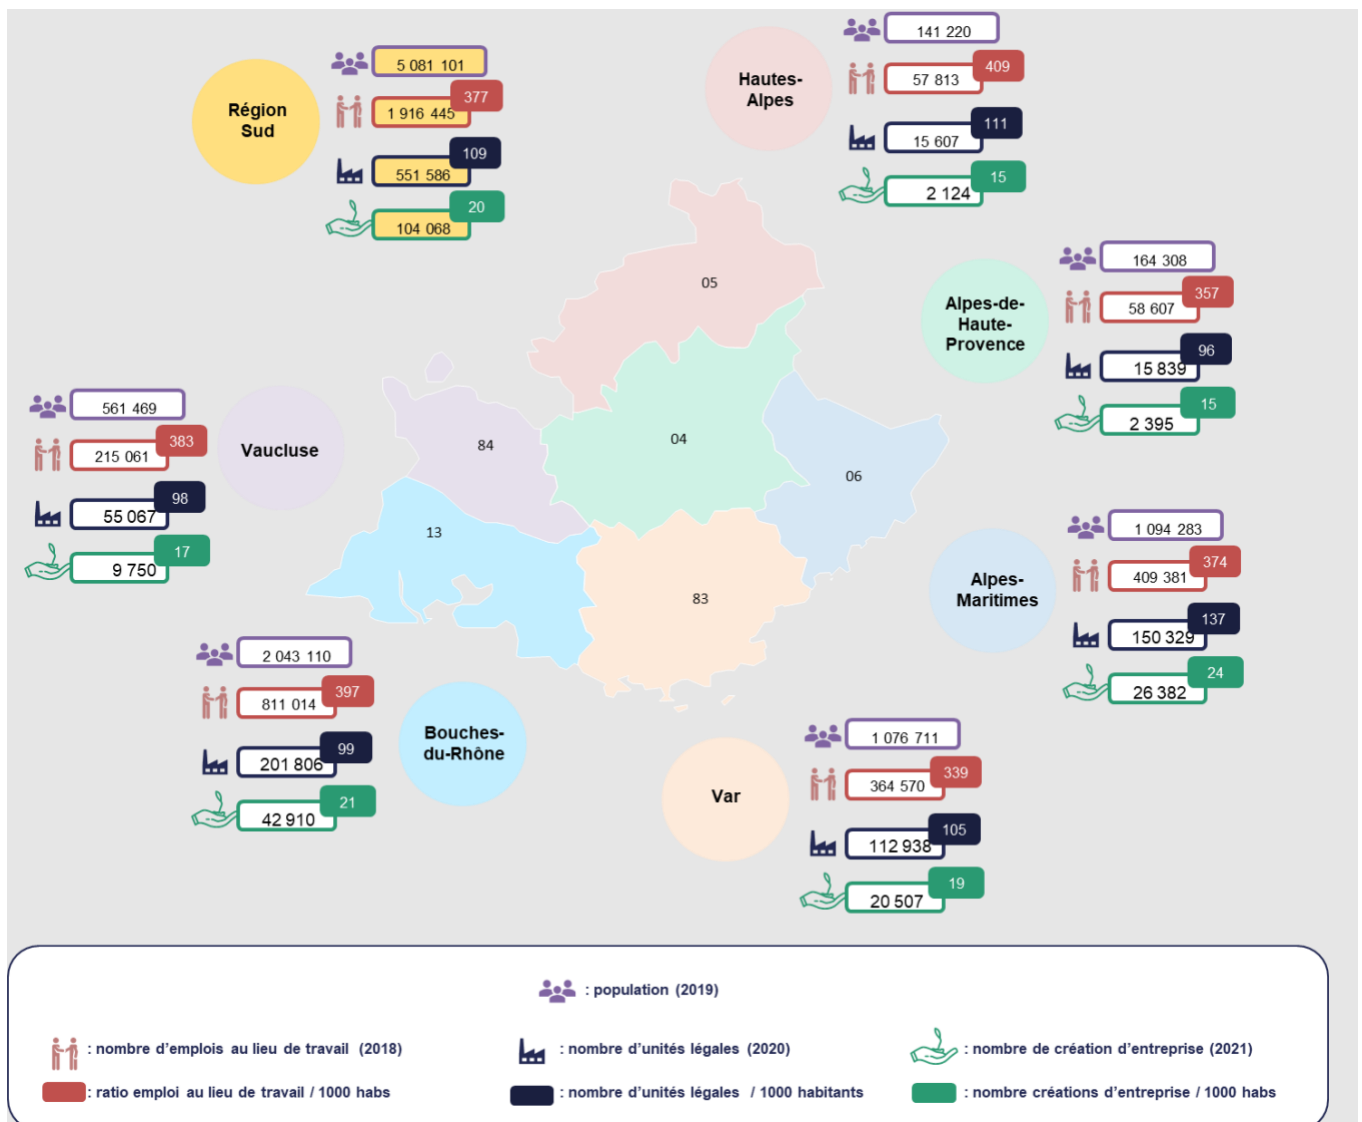 Région
Sud
5 081 101
377
1 916 445
109
551 586
20
104 068
Hautes-
Alpes
141 220
409
57 813
111
15 607
15
2 124
05
Alpes-de-
Haute-
Provence
164 308
357
58 607
96
15 839
15
2 395
Vaucluse
561 469
383
215 061
98
55 067
17
9 750
84
04
06
13
83
Alpes-
Maritimes
1 094 283
374
409 381
137
150 329
24
26 382
2 043 110
397
811 014
99
201 806
21
42 910
Bouches-
du-Rhône
Var
1 076 711
339
364 570
105
112 938
19
20 507
: population (2019)
: nombre d'emplois au lieu de travail (2018)
: nombre d'unités légales (2020)
: nombre de création d'entreprise (2021)
: ratio emploi au lieu de travail / 1000 habs
: nombre d'unités légales / 1000 habitants
: nombre créations d'entreprise / 1000 habs